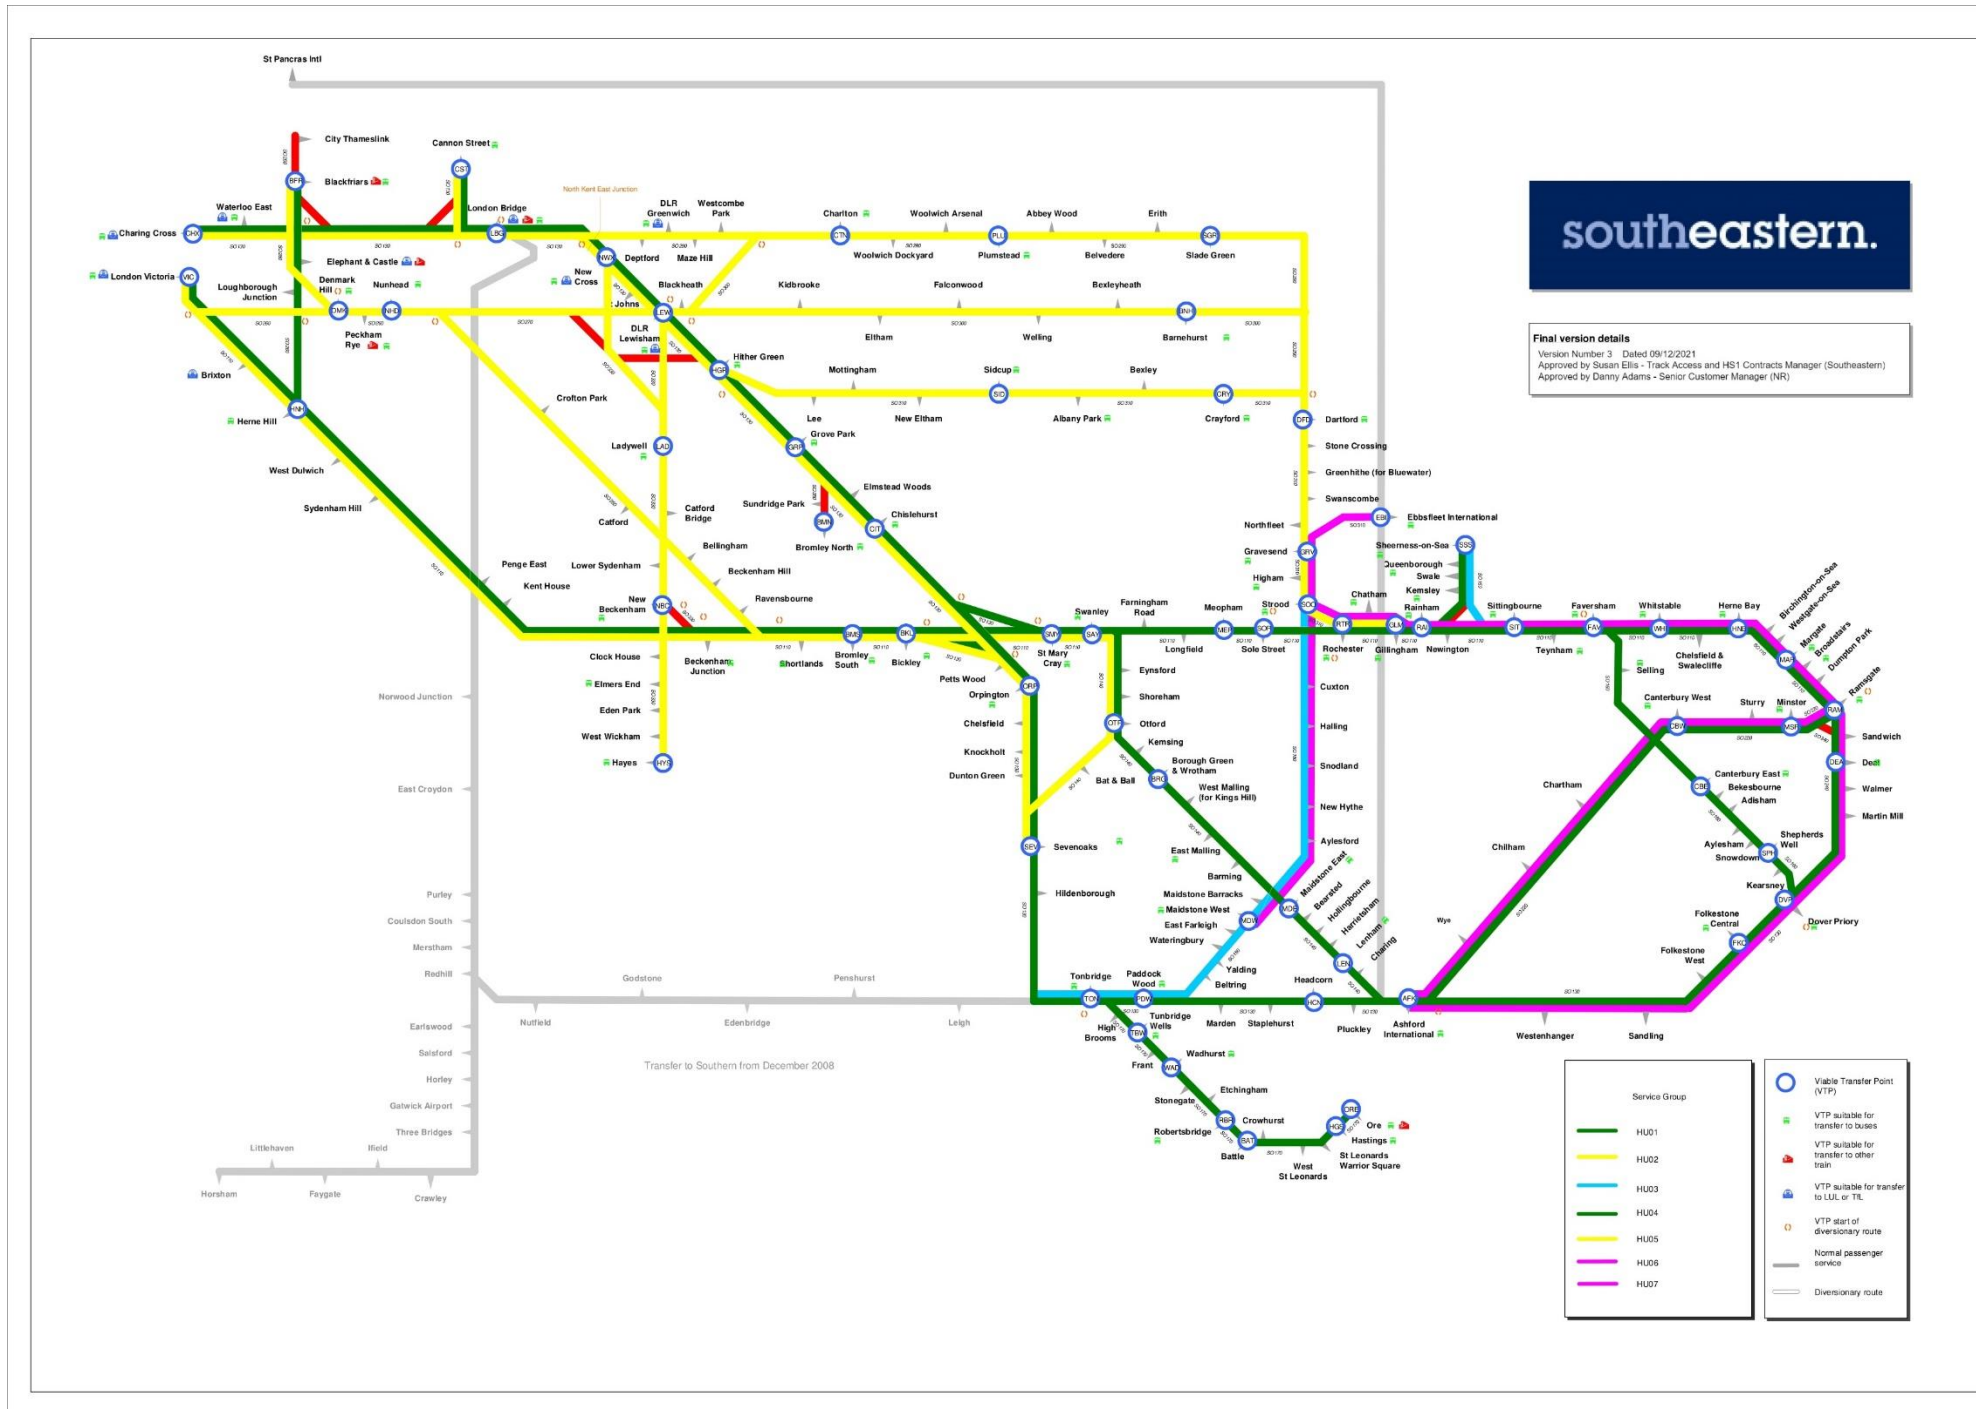 St Pancras Intl
City Thameslink
Blackfriars
Cannon Street
London Bridge
Waterloo East
Charing Cross
London Victoria
Elephant & Castle
Loughborough
Junction
Denmark
Hill
Nunhead
Peckham
Rye
Brixton
Herne Hill
West Dulwich
Sydenham Hill
Penge East
Kent House
North Kent East Junction
DLR
Greenwich
Westcombe
Park
Charlton
Woolwich Arsenal
Abbey Wood
Erith
Deptford
Maze Hill
Woolwich Dockyard
Plumstead
Belvedere
Slade Green
New
Cross
Blackheath
Kidbrooke
Falconwood
Bexleyheath
DLR
Lewisham
Eltham
Welling
Barnehurst
Hither Green
Mottingham
Sidcup
Bexley
Lee
New Eltham
Albany Park
Crayford
Dartford
Stone Crossing
Greenhithe (for Bluewater)
Swanscombe
Northfleet
Ebbsfleet International
Gravesend
Higham
Strood
Crofton Park
Catford
Ladywell
Catford
Bridge
Bellingham
Beckenham Hill
Ravensbourne
Lower Sydenham
New
Beckenham
Clock House
Elmers End
Eden Park
West Wickham
Hayes
Grove Park
Elmstead Woods
Sundridge Park
Chislehurst
Bromley North
Beckenham
Junction
Shortlands
Bromley
South
Bickley
St Mary
Cray
Swanley
Farningham
Road
Longfield
Meopham
Sole Street
Rochester
Chatham
Gillingham
Rainham
Newington
Sheerness-on-Sea
Queenborough
Swale
Kemsley
Sittingbourne
Teynham
Faversham
Whitstable
Chelsfield &
Swalecliffe
Herne Bay
Birchington-on-Sea
Westgate-on-Sea
Margate
Broadstairs
Dumpton Park
Ramsgate
Petts Wood
Orpington
Chelsfield
Knockholt
Dunton Green
Sevenoaks
Hildenborough
Eynsford
Shoreham
Otford
Kemsing
Bat & Ball
Borough Green
& Wrotham
West Malling
(for Kings Hill)
East Malling
Barming
Maidstone East
Bearsted
Hollingbourne
Harrietsham
Lenham
Charing
Cuxton
Halling
Snodland
New Hythe
Aylesford
Maidstone Barracks
Maidstone West
East Farleigh
Wateringbury
Yalding
Beltring
Tonbridge
Paddock
Wood
Headcorn
Marden
Staplehurst
Pluckley
Ashford
International
Westenhanger
Sandling
Selling
Canterbury West
Sturry
Minster
Sandwich
Deal
Walmer
Martin Mill
Chartham
Chilham
Wye
Canterbury East
Bekesbourne
Adisham
Aylesham
Snowdown
Shepherds
Well
Kearsney
Dover Priory
Folkestone
Central
Folkestone
West
High
Brooms
Tunbridge
Wells
Frant
Wadhurst
Stonegate
Etchingham
Robertsbridge
Crowhurst
Battle
West
St Leonards
St Leonards
Warrior Square
Hastings
Ore
Norwood Junction
East Croydon
Purley
Coulsdon South
Merstham
Redhill
Nutfield
Godstone
Edenbridge
Penshurst
Leigh
Earlswood
Salsford
Horley
Gatwick Airport
Three Bridges
Littlehaven
Ifield
Horsham
Faygate
Crawley
Transfer to Southern from December 2008
southeastern.
Final version details
Version Number 3 Dated 09/12/2021
Approved by Susan Ellis - Track Access and HS1 Contracts Manager (Southeastern)
Approved by Danny Adams - Senior Customer Manager (NR)
Service Group
HU01
HU02
HU03
HU04
HU05
HU06
HU07
Viable Transfer Point
(VTP)
VTP suitable for
transfer to buses
VTP suitable for
transfer to other
train
VTP suitable for transfer
to LUL or TfL
VTP start of
diversionary route
Normal passenger
service
Diversionary route